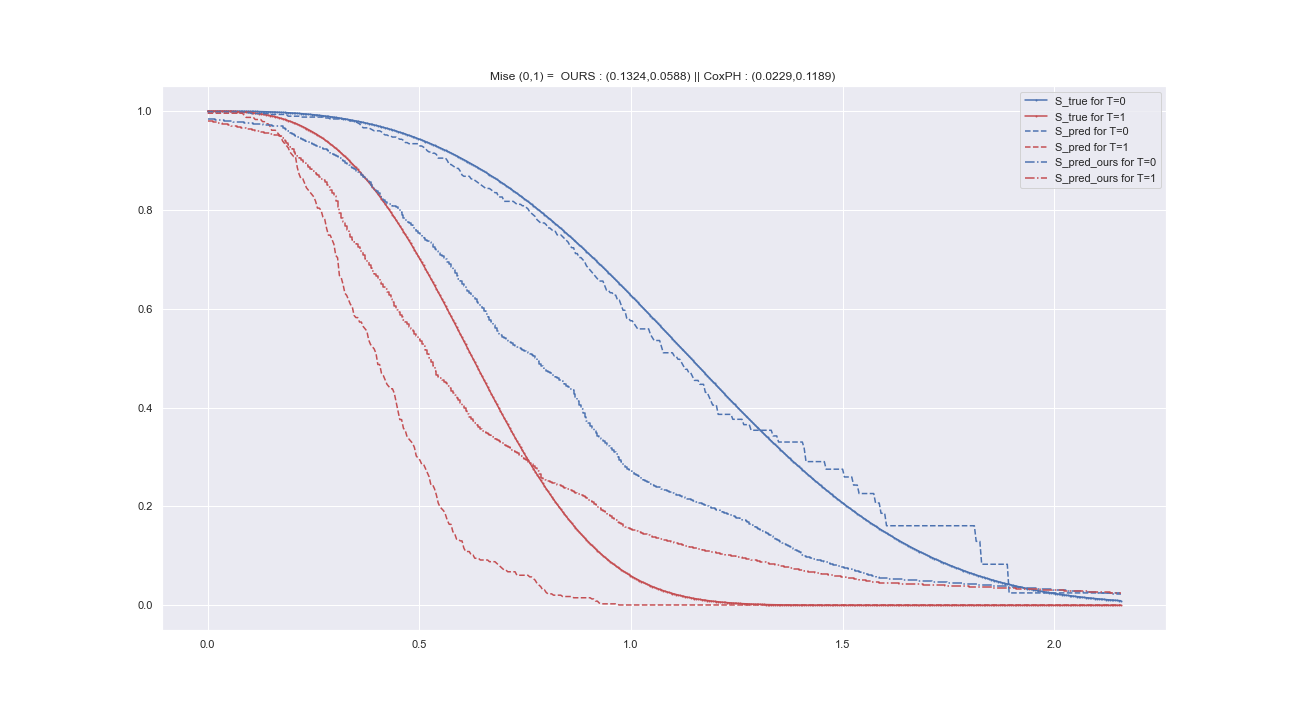 Mise (0,1) = OURS : (0.1324,0.0588) || CoxPH : (0.0229,0.1189)
S_true for T=0
S_true for T=1
S_pred for T=0
S_pred for T=1
S_pred_ours for T=0
S_pred_ours for T=1
1.0
0.8
0.6
0.4
0.2
0.0
0.0 0.5 1.0 1.5 2.0